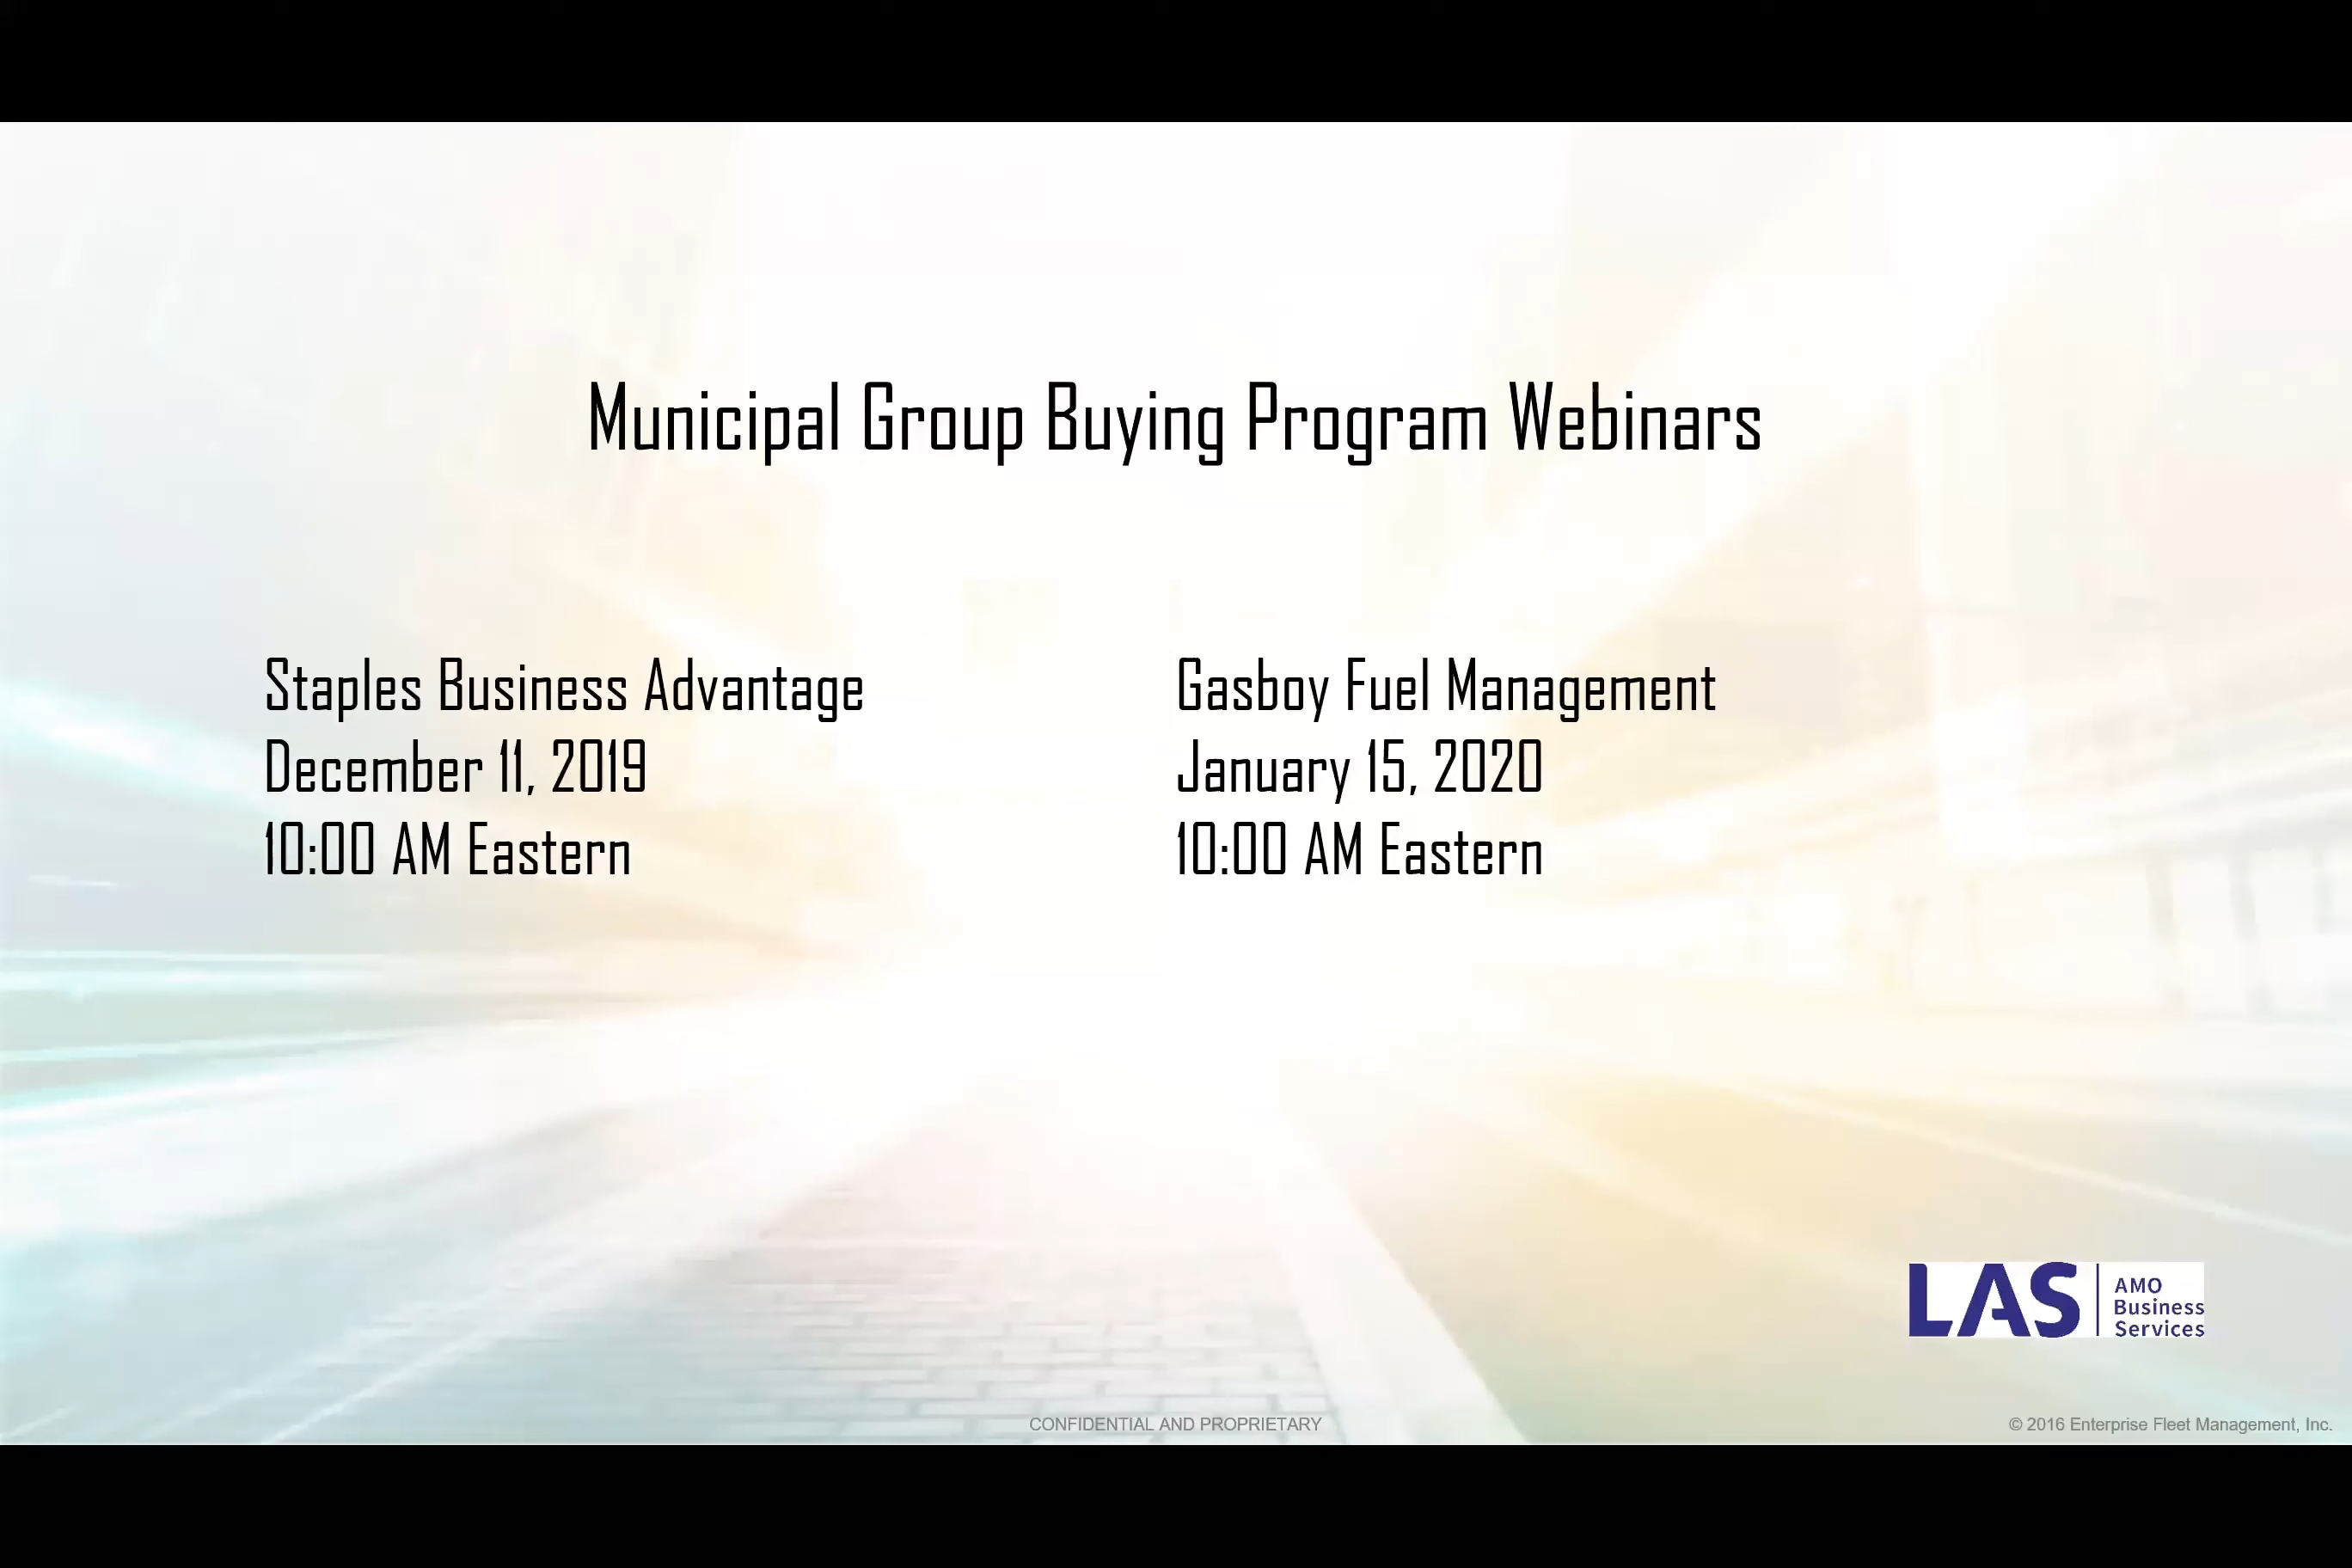 Municipal Group Buying Program Webinars
Staples Business Advantage
December 11, 2019
10:00 AM Eastern
Gasboy Fuel Management
January 15, 2020
10:00 AM Eastern
LAS
AMO
Business
Services
CONFIDENTIAL AND PROPRIETARY
© 2016 Enterprise Fleet Management, Inc.